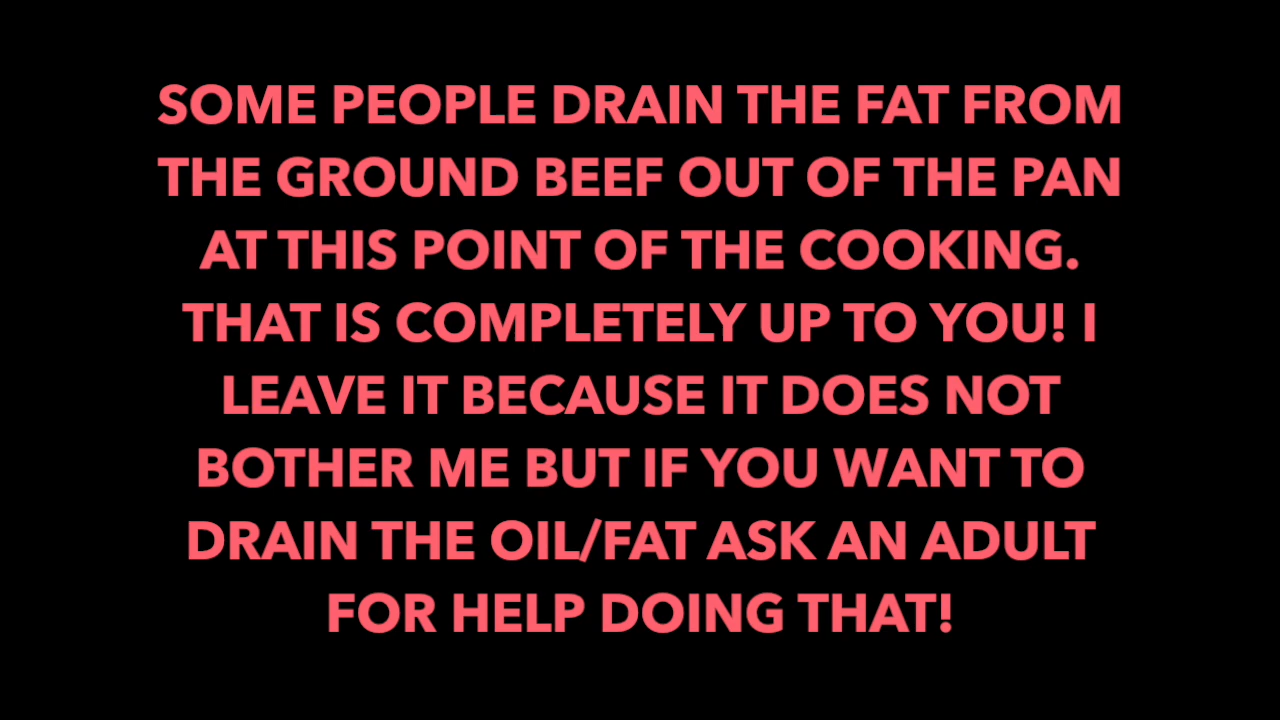 SOME PEOPLE DRAIN THE FAT FROM
THE GROUND BEEF OUT OF THE PAN
AT THIS POINT OF THE COOKING.
THAT IS COMPLETELY UP TO YOU! I
LEAVE IT BECAUSE IT DOES NOT
BOTHER ME BUT IF YOU WANT TO
DRAIN THE OIL/FAT ASK AN ADULT
FOR HELP DOING THAT!